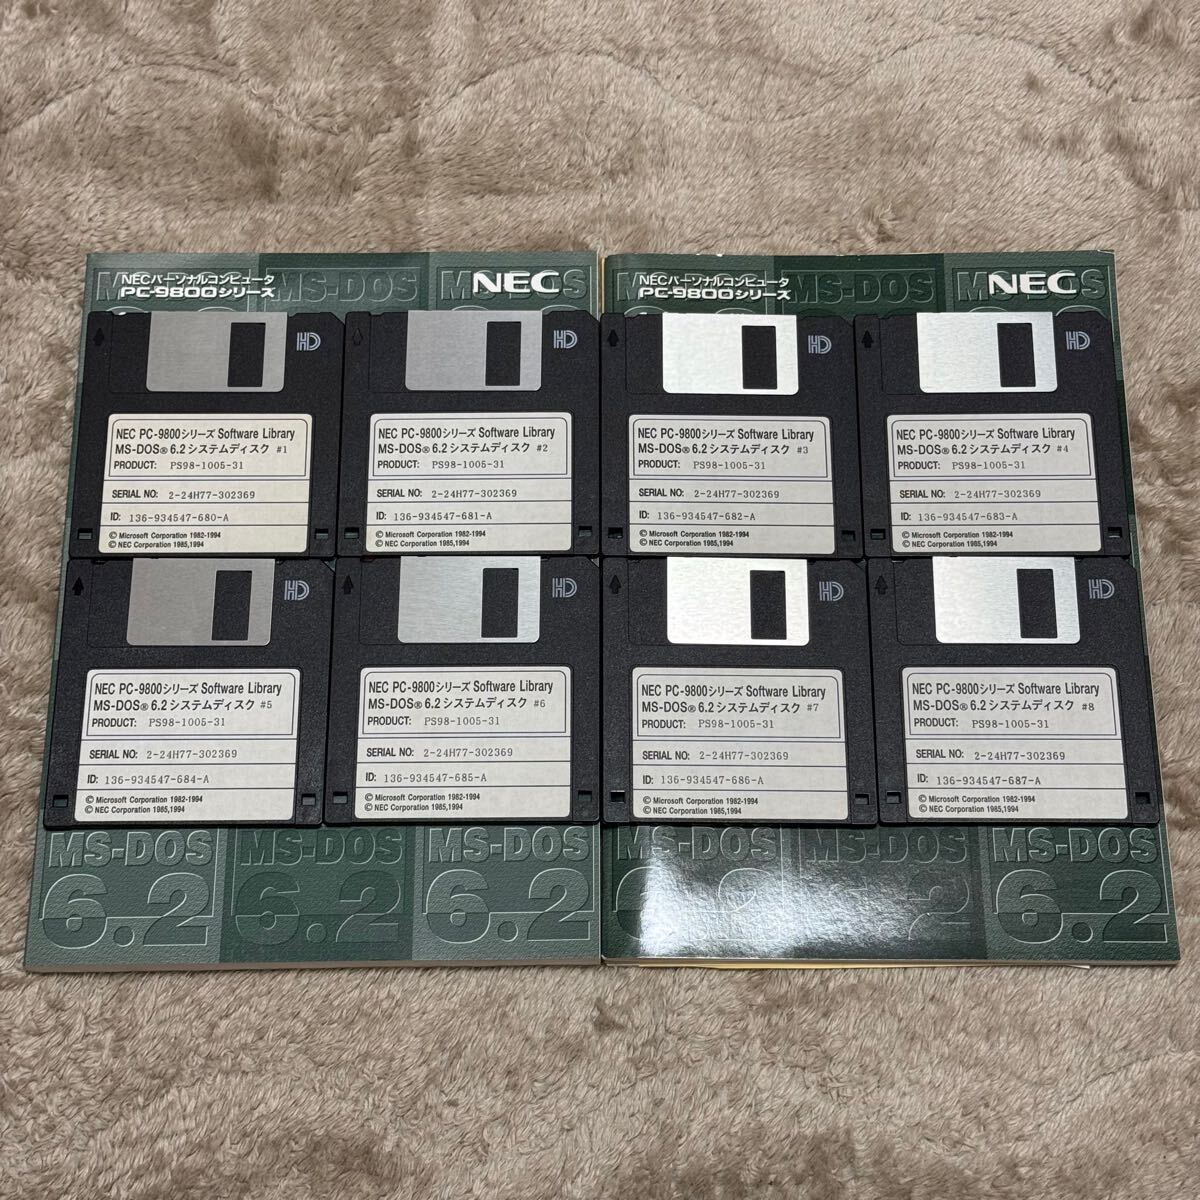 NECパーソナルコンピュータ
PC-9800シリーズ
MS-DOS
NEC
NECパーソナルコンピュータ
PC-9800シリーズ
MS-DOS
NEC
HD
NEC PC-9800シリーズ Software Library
MS-DOS® 6.2 システムディスク #1
PRODUCT: PS98-1005-31
SERIAL NO: 2-24H77-302369
ID: 136-934547-680-A
© Microsoft Corporation 1982-1994
© NEC Corporation 1985,1994
HD
NEC PC-9800シリーズ Software Library
MS-DOS® 6.2 システムディスク #2
PRODUCT: PS98-1005-31
SERIAL NO: 2-24H77-302369
ID: 136-934547-681-A
© Microsoft Corporation 1982-1994
© NEC Corporation 1985,1994
HD
NEC PC-9800シリーズ Software Library
MS-DOS® 6.2 システムディスク #3
PRODUCT: PS98-1005-31
SERIAL NO: 2-24H77-302369
ID: 136-934547-682-A
© Microsoft Corporation 1982-1994
© NEC Corporation 1985,1994
HD
NEC PC-9800シリーズ Software Library
MS-DOS® 6.2 システムディスク #4
PRODUCT: PS98-1005-31
SERIAL NO: 2-24H77-302369
ID: 136-934547-683-A
© Microsoft Corporation 1982-1994
© NEC Corporation 1985,1994
HD
NEC PC-9800シリーズ Software Library
MS-DOS® 6.2 システムディスク #5
PRODUCT: PS98-1005-31
SERIAL NO: 2-24H77-302369
ID: 136-934547-684-A
© Microsoft Corporation 1982-1994
© NEC Corporation 1985,1994
NEC PC-9800シリーズ Software Library
MS-DOS® 6.2 システムディスク #6
PRODUCT: PS98-1005-31
SERIAL NO: 2-24H77-302369
ID: 136-934547-685-A
© Microsoft Corporation 1982-1994
© NEC Corporation 1985,1994
HD
HD
NEC PC-9800シリーズ Software Library
MS-DOS® 6.2 システムディスク #7
PRODUCT: PS98-1005-31
SERIAL NO: 2-24H77-302369
ID: 136-934547-686-A
© Microsoft Corporation 1982-1994
© NEC Corporation 1985,1994
HD
NEC PC-9800シリーズ Software Library
MS-DOS® 6.2 システムディスク #8
PRODUCT: PS98-1005-31
SERIAL NO: 2-24H77-302369
ID: 136-934547-687-A
© Microsoft Corporation 1982-1994
© NEC Corporation 1985,1994
MS-DOS MS-DOS MS-DOS
6.2 6.2 6.2
MS-DOS MS-DOS MS-DOS
6.2 6.2 6.2